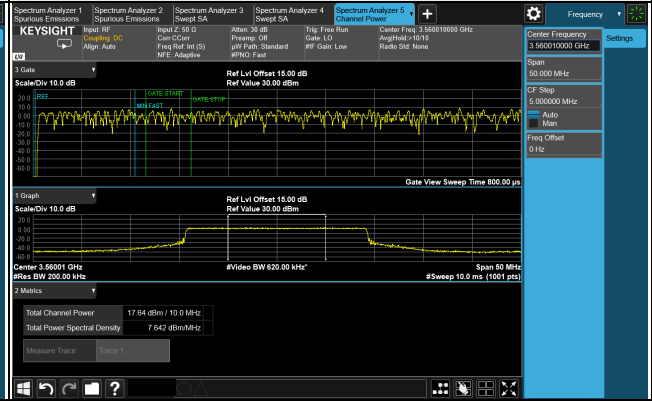 Spectrum Analyzer 1
Spurious Emissions
Spectrum Analyzer 2
Spurious Emissions
Spectrum Analyzer 3
Swept SA
Spectrum Analyzer 4
Swept SA
Spectrum Analyzer 5
Channel Power
Frequency
KEYSIGHT
LXI
Input: RF
Coupling: DC
Align: Auto
Input Z: 50 Ω
Corr CCorr
Freq Ref: Int (S)
NFE: Adaptive
Atten: 30 dB
Preamp: Off
µW Path: Standard
#PNO: Fast
Trig: Free Run
Gate: LO
#IF Gain: Low
Center Freq: 3.560010000 GHz
Avg|Hold:>10/10
Radio Std: None
Center Frequency
3.560010000 GHz
Settings
Span
50.000 MHz
CF Step
5.000000 MHz
Auto
Man
Freq Offset
0 Hz
3 Gate
Scale/Div 10.0 dB
Ref Lvl Offset 15.00 dB
Ref Value 30.00 dBm
20.0
10.0
0.00
-10.0
-20.0
-30.0
-40.0
-50.0
-60.0
REF
MIN FAST
GATE START
GATE STOP
Gate View Sweep Time 800.00 µs
1 Graph
Scale/Div 10.0 dB
Ref Lvl Offset 15.00 dB
Ref Value 30.00 dBm
20.0
0.00
-20.0
-40.0
-60.0
Center 3.56001 GHz
#Res BW 200.00 kHz
#Video BW 620.00 kHz*
Span 50 MHz
#Sweep 10.0 ms (1001 pts)
2 Metrics
Total Channel Power 17.64 dBm / 10.0 MHz
Total Power Spectral Density 7.642 dBm/MHz
Measure Trace Trace 1
?